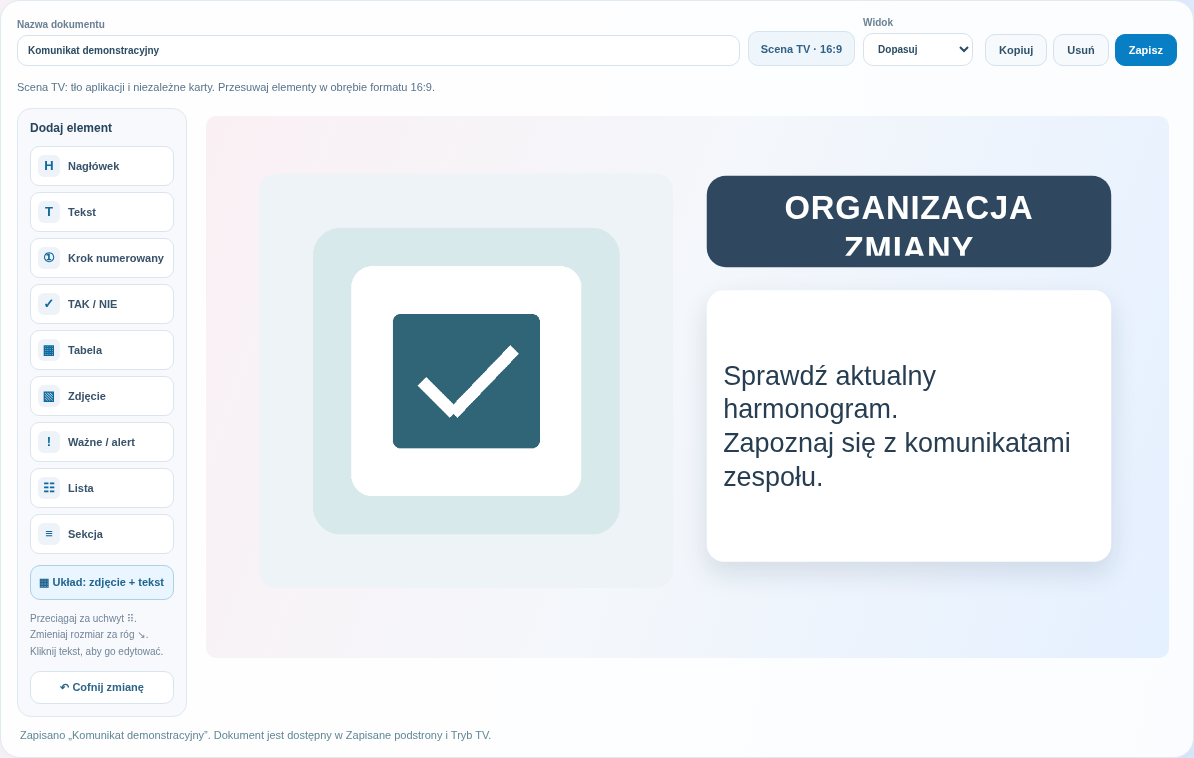 Nazwa dokumentu
Komunikat demonstracyjny
Scena TV · 16:9
Widok
Dopasuj
Kopiuj
Usuń
Zapisz
Scena TV: tło aplikacji i niezależne karty. Przesuwaj elementy w obrębie formatu 16:9.
Dodaj element
H Nagłówek
T Tekst
① Krok numerowany
✓ TAK / NIE
▦ Tabela
▧ Zdjęcie
! Ważne / alert
☷ Lista
≡ Sekcja
▦ Układ: zdjęcie + tekst
Przeciągaj za uchwyt ⠿.
Zmieniaj rozmiar za róg ↘.
Kliknij tekst, aby go edytować.
↶ Cofnij zmianę
ORGANIZACJA
ZMIANY
Sprawdź aktualny
harmonogram.
Zapoznaj się z komunikatami
zespołu.
Zapisano „Komunikat demonstracyjny”. Dokument jest dostępny w Zapisane podstrony i Tryb TV.